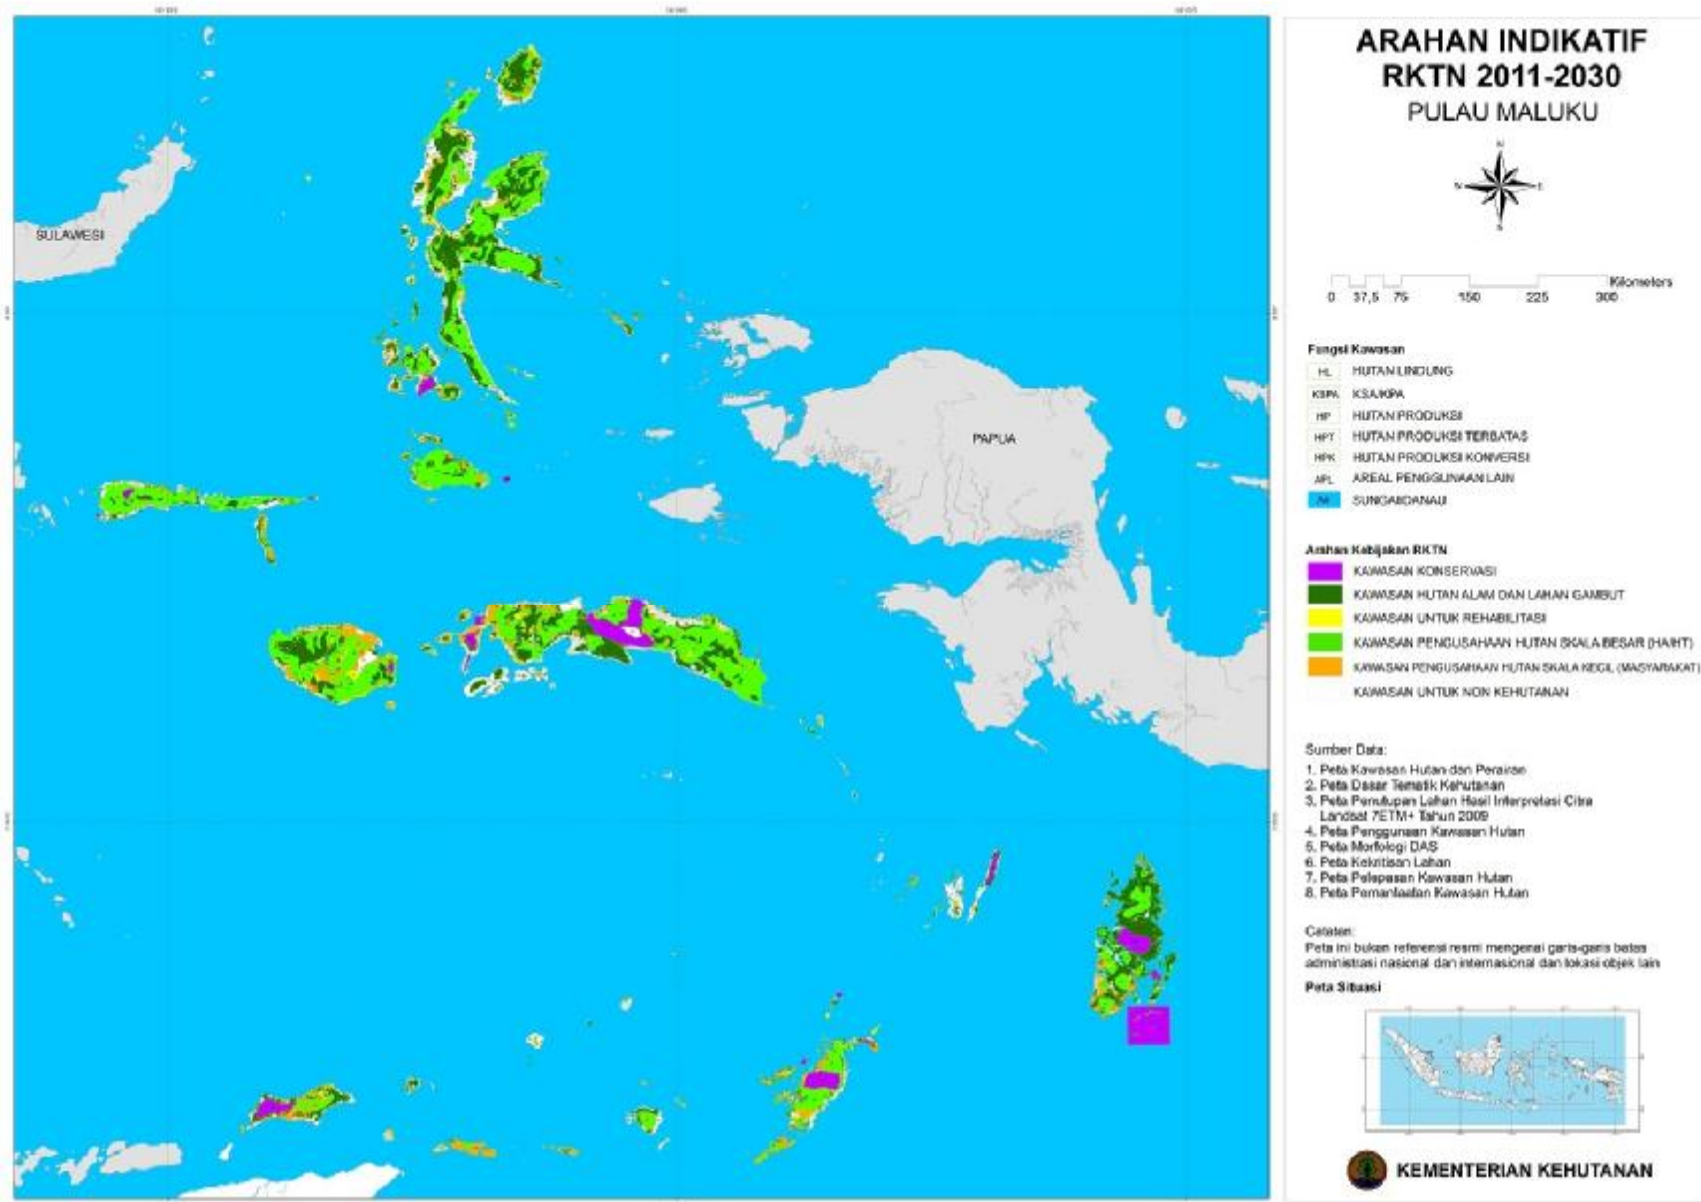 ARAHAN INDIKATIF
RKTN 2011-2030
PULAU MALUKU
N
W
E
S
0 37,5 75 150 225 300 Kilometers
Fungsi Kawasan
HL HUTAN LINDUNG
KSPA KSA/KPA
HP HUTAN PRODUKSI
HPT HUTAN PRODUKSI TERBATAS
HPK HUTAN PRODUKSI KONVERSI
APL AREAL PENGGUNAAN LAIN
SUNGAI/DANAU
Arahan Kebijakan RKTN
KAWASAN KONSERVASI
KAWASAN HUTAN ALAM DAN LAHAN GAMBUT
KAWASAN UNTUK REHABILITASI
KAWASAN PENGUSAHAAN HUTAN SKALA BESAR (HA/HT)
KAWASAN PENGUSAHAAN HUTAN SKALA KECIL (MASYARAKAT)
KAWASAN UNTUK NON KEHUTANAN
Sumber Data:
1. Peta Kawasan Hutan dan Perairan
2. Peta Dasar Tematik Kehutanan
3. Peta Penutupan Lahan Hasil Interpretasi Citra
Landsat 7ETM+ Tahun 2009
4. Peta Penggunaan Kawasan Hutan
5. Peta Morfologi DAS
6. Peta Kekritisan Lahan
7. Peta Pelepasan Kawasan Hutan
8. Peta Pemanfaatan Kawasan Hutan
Catatan:
Peta ini bukan referensi resmi mengenai garis-garis batas
administrasi nasional dan internasional dan lokasi objek lain
Peta Situasi
KEMENTERIAN KEHUTANAN
SULAWESI
PAPUA